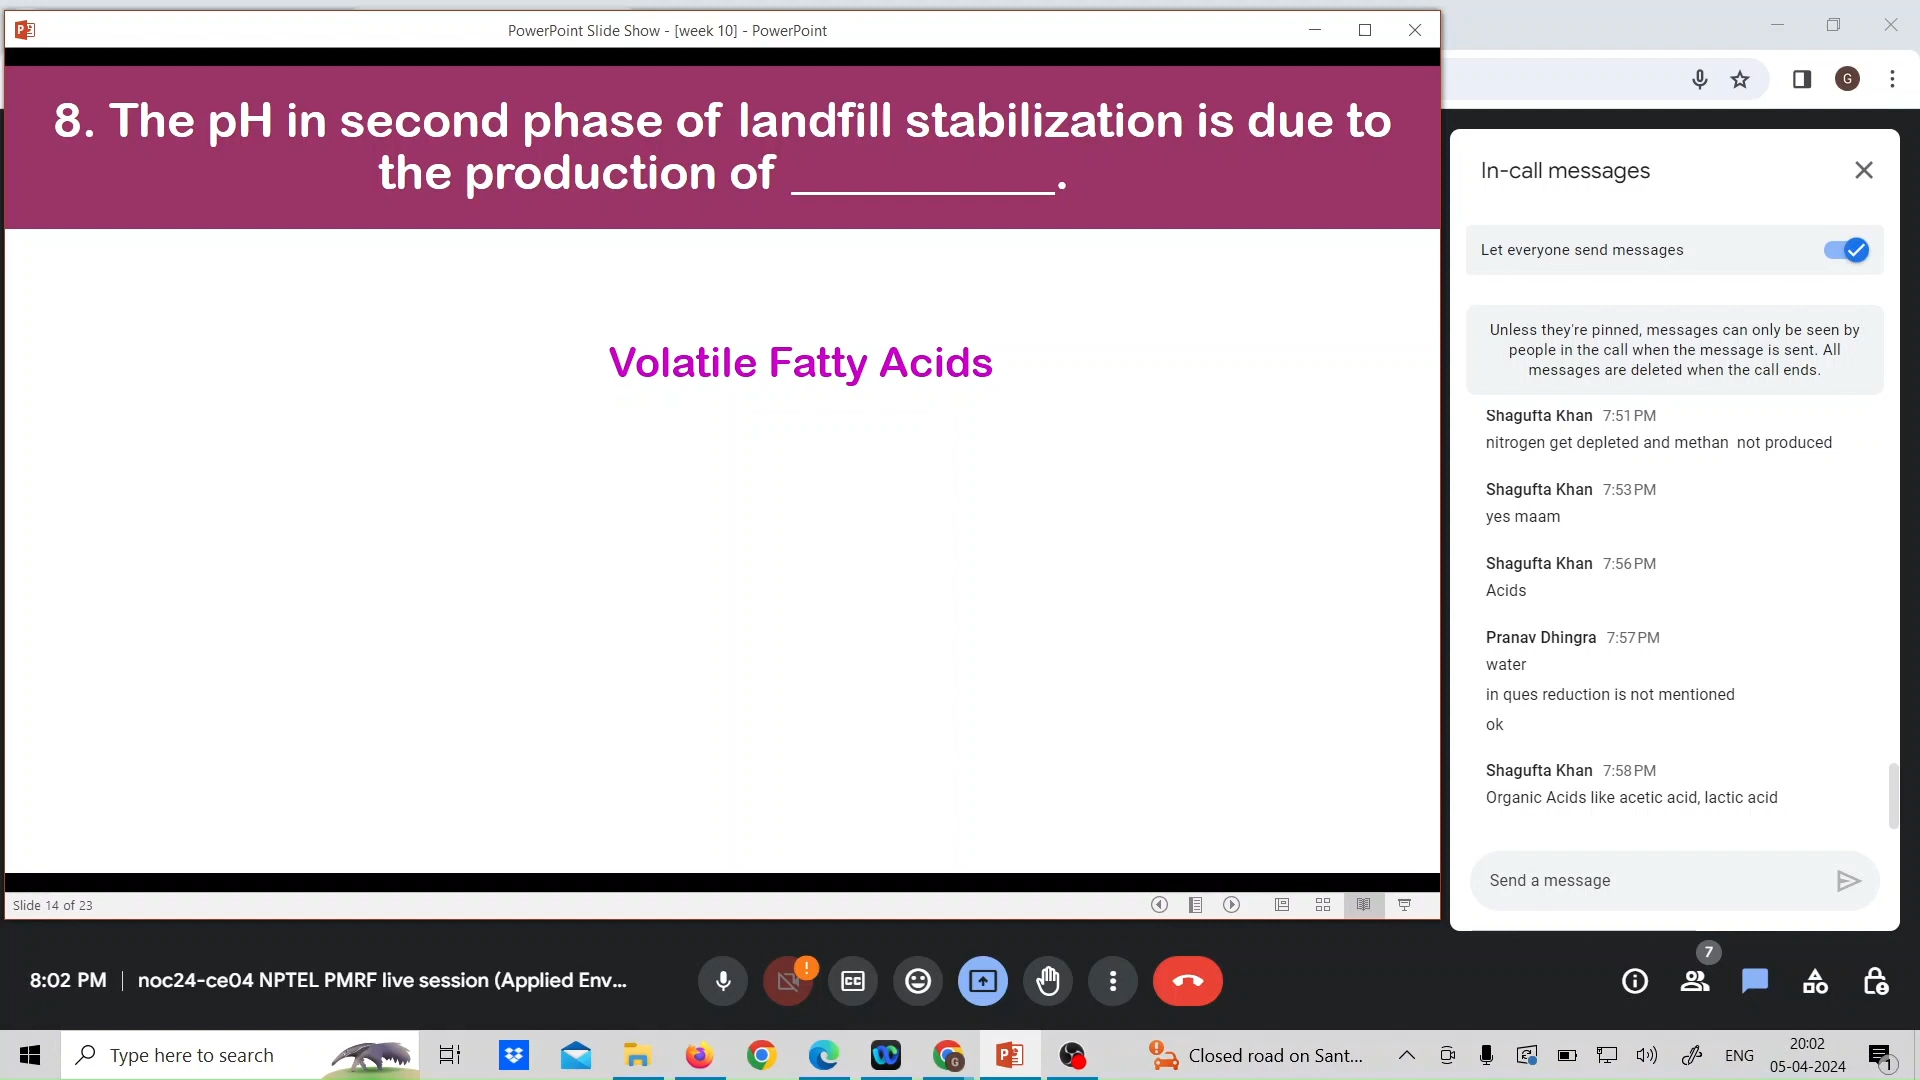 PowerPoint Slide Show - [week 10] - PowerPoint
8. The pH in second phase of landfill stabilization is due to
the production of ___________.
Volatile Fatty Acids
Slide 14 of 23
G
In-call messages
Let everyone send messages
Unless they're pinned, messages can only be seen by
people in the call when the message is sent. All
messages are deleted when the call ends.
Shagufta Khan 7:51 PM
nitrogen get depleted and methan not produced
Shagufta Khan 7:53 PM
yes maam
Shagufta Khan 7:56 PM
Acids
Pranav Dhingra 7:57 PM
water
in ques reduction is not mentioned
ok
Shagufta Khan 7:58 PM
Organic Acids like acetic acid, lactic acid
Send a message
8:02 PM | noc24-ce04 NPTEL PMRF live session (Applied Env...
CC
7
Type here to search
Closed road on Sant...
ENG
20:02
05-04-2024
1